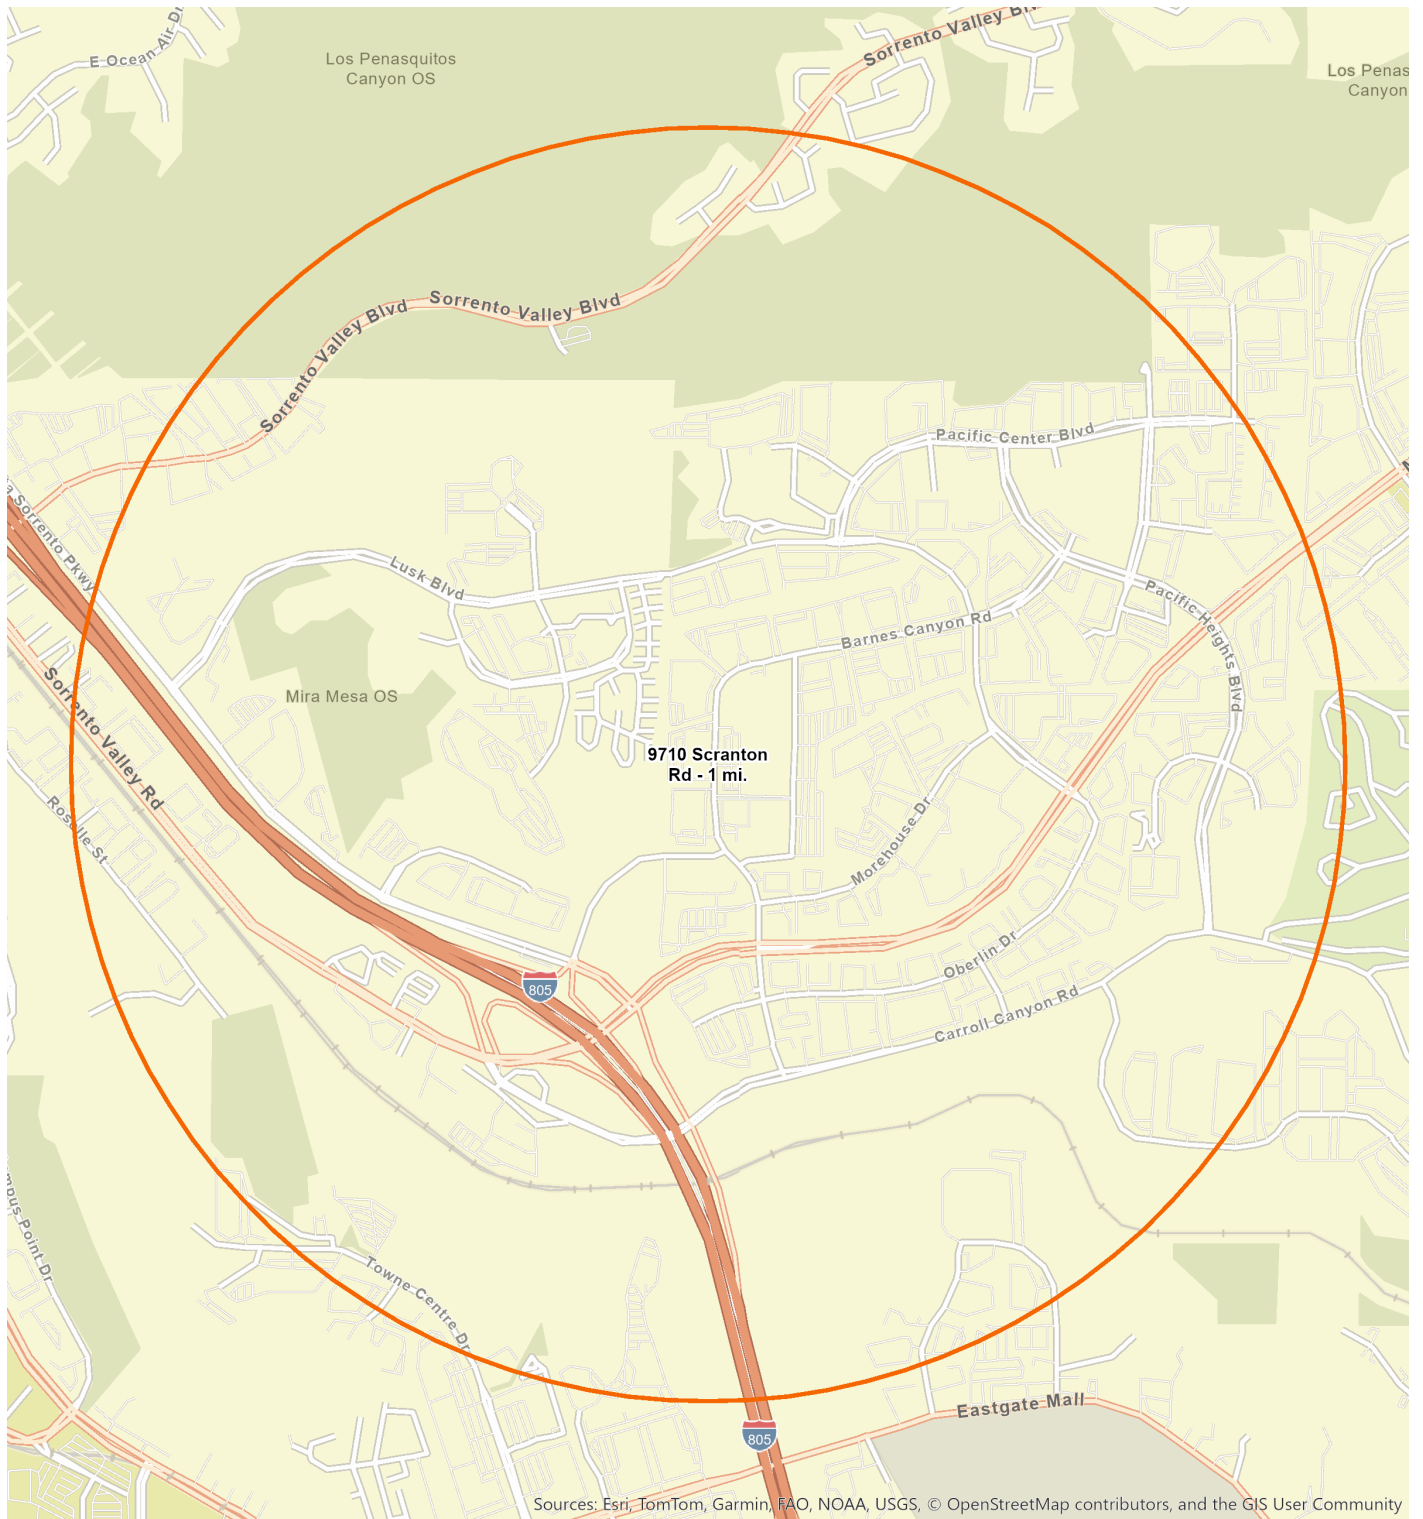 E Ocean Air Dr
Los Penasquitos
Canyon OS
Sorrento Valley Blvd
Los Penas
Canyon
Sorrento Valley Blvd
Sorrento Valley Blvd
Pacific Center Blvd
Sorrento Pkwy
Lusk Blvd
Pacific Heights Blvd
Barnes Canyon Rd
Mira Mesa OS
Sorrento Valley Rd
9710 Scranton
Rd - 1 mi.
Roselle St
Morehouse Dr
Oberlin Dr
805
Carroll Canyon Rd
mpus Point Dr
Towne Centre Dr
Eastgate Mall
805
Sources: Esri, TomTom, Garmin, FAO, NOAA, USGS, © OpenStreetMap contributors, and the GIS User Community